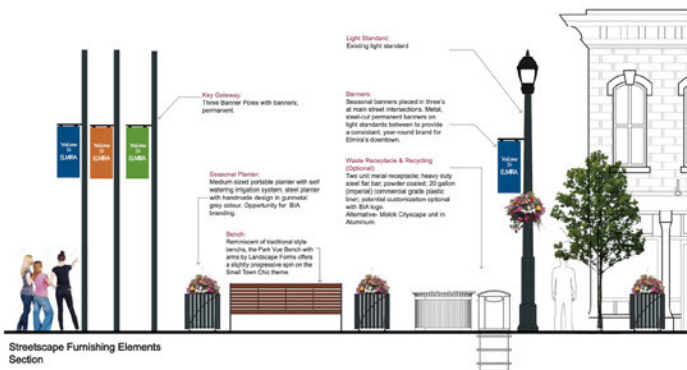 Light Standard:
Existing light standard
Key Gateway:
Three Banner Poles with banners;
permanent.
Banners:
Seasonal banners placed in three's
at main street intersections. Metal,
steel-cut permanent banners on
light standards between to provide
a consistant, year-round brand for
Elmira's downtown.
Welcome
To
ELMIRA
Welcome
To
ELMIRA
Welcome
To
ELMIRA
Welcome
To
ELMIRA
Seasonal Planter:
Medium sized portable planter with self
watering irrigation system; steel planter
with handmade design in gunmetal
grey colour. Opportunity for BIA
branding.
Waste Receptacle & Recycling
(Optional):
Two unit metal receptacle; heavy duty
steel flat bar; powder coated; 20 gallon
(imperial) commercial grade plastic
liner; potential customization optional
with BIA logo.
Alternative- Molok Cityscape unit in
Aluminum.
Bench:
Reminiscent of traditional style
benchs, the Park Vue Bench with
arms by Landscape Forms offers
a slightly progressive spin on the
Small Town Chic theme.
Streetscape Furnishing Elements
Section